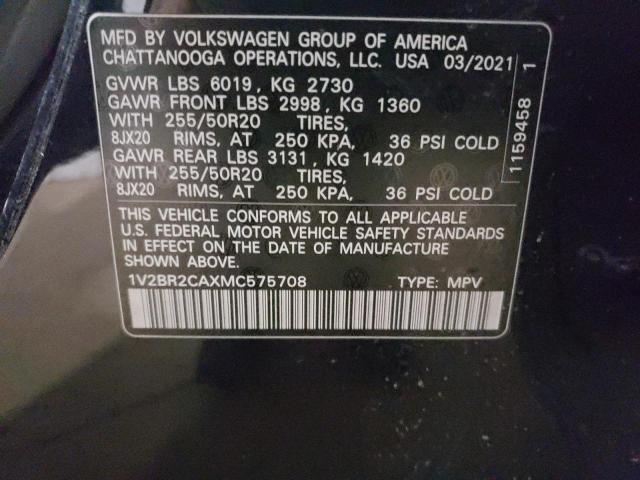 MFD BY VOLKSWAGEN GROUP OF AMERICA
CHATTANOOGA OPERATIONS, LLC. USA 03/2021
GVWR LBS 6019, KG 2730
GAWR FRONT LBS 2998, KG 1360
WITH 255/50R20 TIRES,
8JX20 RIMS, AT 250 KPA, 36 PSI COLD
GAWR REAR LBS 3131, KG 1420
WITH 255/50R20 TIRES,
8JX20 RIMS, AT 250 KPA, 36 PSI COLD
THIS VEHICLE CONFORMS TO ALL APPLICABLE
U.S. FEDERAL MOTOR VEHICLE SAFETY STANDARDS
IN EFFECT ON THE DATE OF MANUFACTURE
SHOWN ABOVE.
1V2BR2CAXMC575708 TYPE: MPV
1159458 1